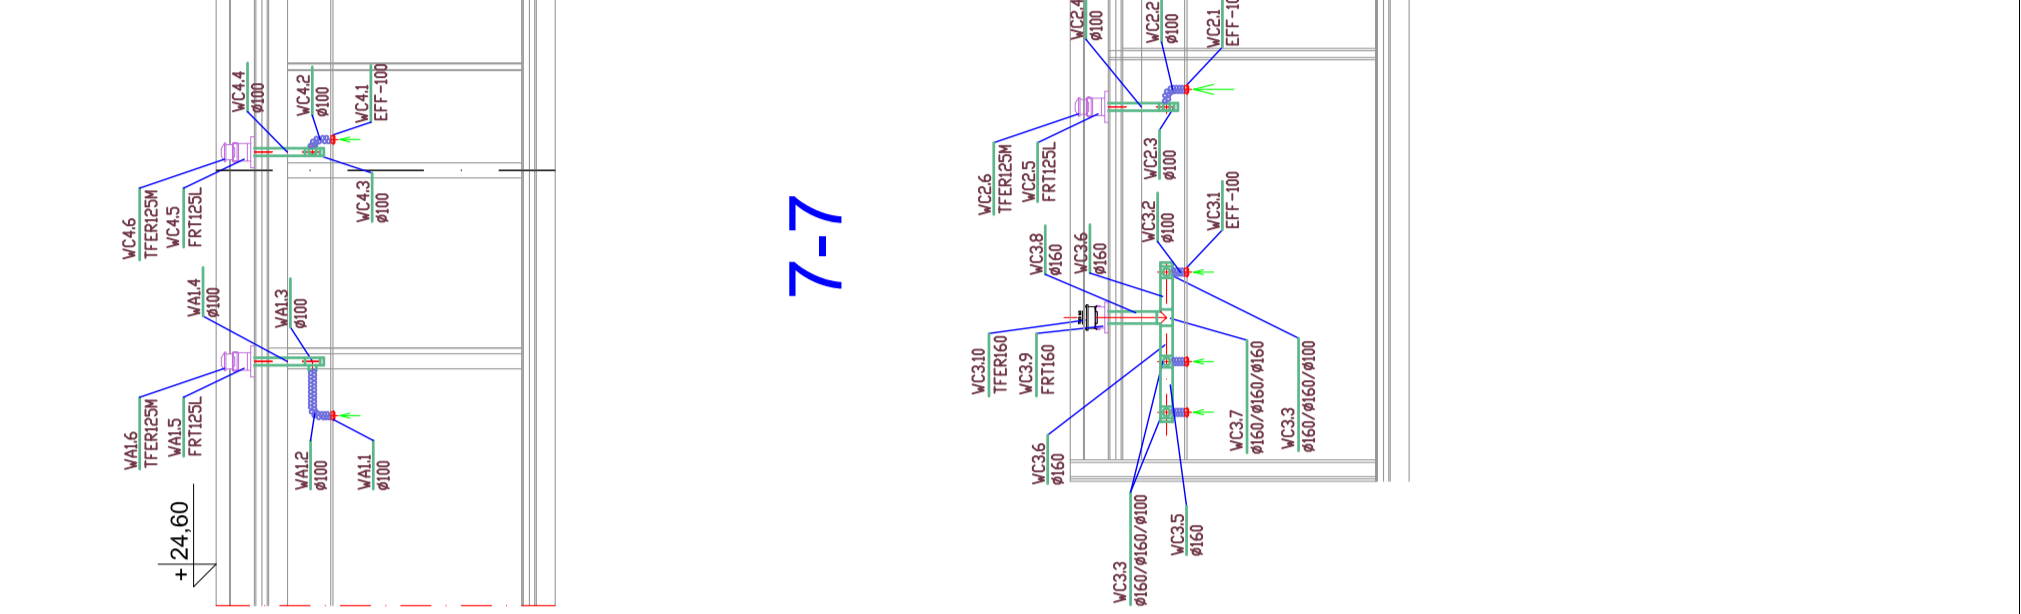 WC4.4
ø100
WC4.2
ø100
WC4.1
EFF-100
WC4.6
TFER125M
WC4.5
FRT125L
WC4.3
ø100
WA1.4
ø100
WA1.3
ø100
WA1.6
TFER125M
WA1.5
FRT125L
WA1.2
ø100
WA1.1
ø100
+24,60
7-7
WC2.4
ø100
WC2.2
ø100
WC2.1
WC2.6
TFER125M
WC2.5
FRT125L
WC2.3
ø100
WC3.8
ø160
WC3.6
ø160
WC3.2
ø100
WC3.1
EFF-100
WC3.10
TFER160
WC3.9
FRT160
WC3.6
ø160
WC3.7
ø160/ø160/ø160
WC3.3
ø160/ø160/ø100
WC3.3
ø160/ø160/ø100
WC3.5
ø160